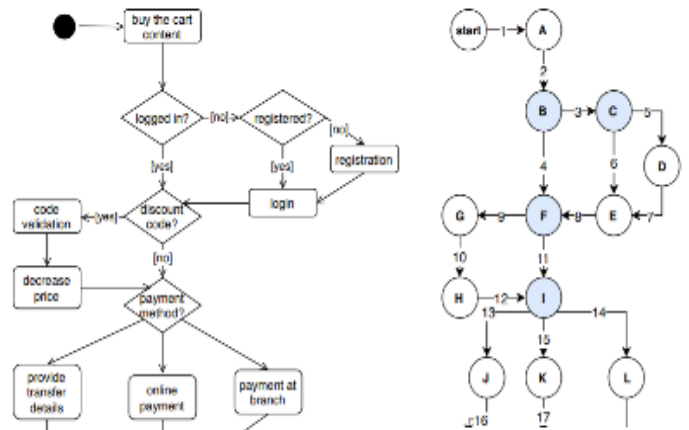 buy the cart
content
logged in?
[no]
registered?
[no]
registration
[yes]
[yes]
login
code
validation
[yes]
discount
code?
[no]
decrease
price
payment
method?
provide
transfer
details
online
payment
payment at
branch
start
1
A
2
B
3
C
5
4
6
D
G
9
F
8
E
7
10
11
H
12
I
13
14
15
J
K
L
16
17